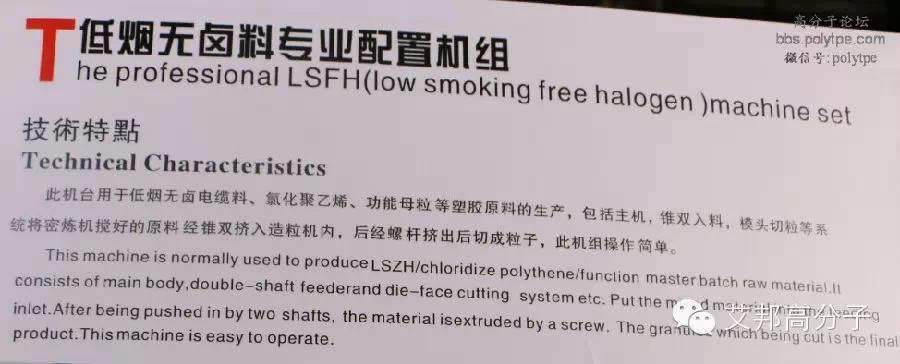 高分子论坛
bbs.polytpe.com
微信号:polytpe
低烟无卤料专业配置机组
The professional LSFH(low smoking free halogen )machine set
技術特點
Technical Characteristics
此机台用于低烟无卤电缆料、氯化聚乙烯、功能母粒等塑胶原料的生产，包括主机，锥双入料，模头切粒等系
统将密炼机搅好的原料经锥双挤入造粒机内，后经螺杆挤出后切成粒子，此机组操作简单。
This machine is normally used to produceLSZH/chloridize polythene/function masterbatch raw material.It
consists of main body,double-shaft feederand die-face cutting system etc. Put the material into the feeding
inlet.After being pushed in by two shafts, the material isextruded by a screw. The which being cut is the final
product.This machine is easy to operate.
艾邦高分子